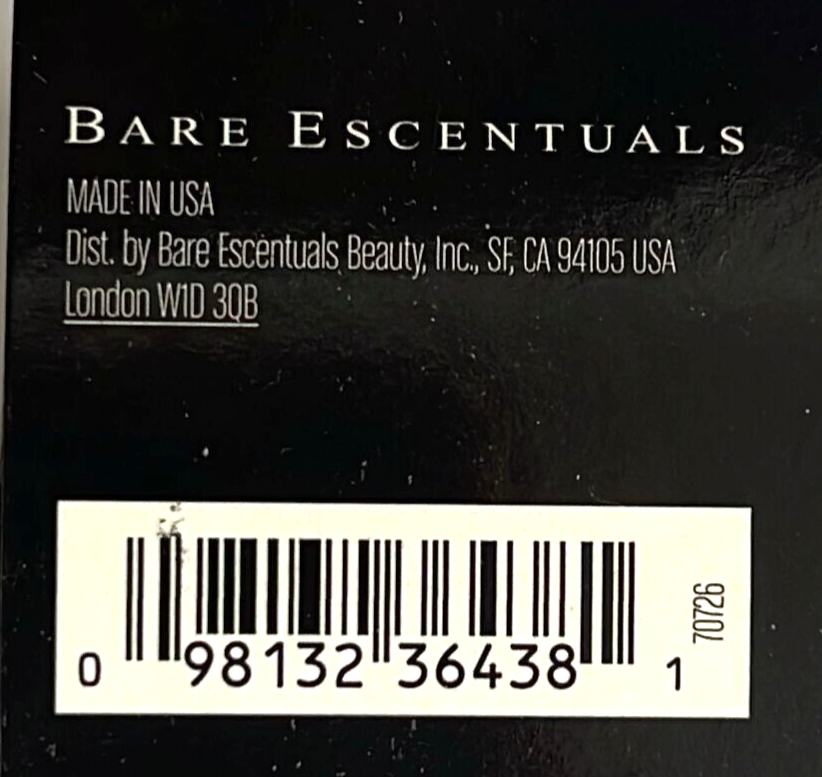 BARE ESCENTUALS
MADE IN USA
Dist. by Bare Escentuals Beauty, Inc., SF, CA 94105 USA
London W1D 3QB
70726
0 98132 36438 1